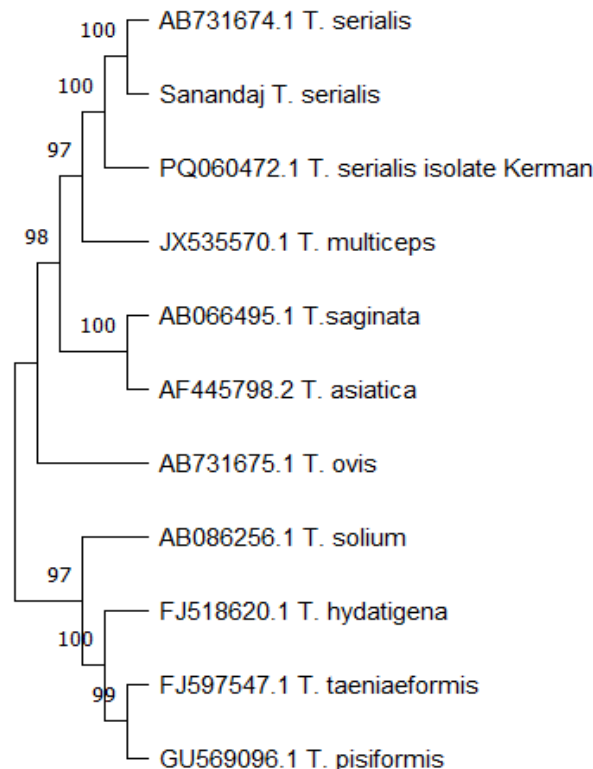 100
AB731674.1 T. serialis
100
Sanandaj T. serialis
97
PQ060472.1 T. serialis isolate Kerman
98
JX535570.1 T. multiceps
100
AB066495.1 T.saginata
AF445798.2 T. asiatica
AB731675.1 T. ovis
AB086256.1 T. solium
97
100
FJ518620.1 T. hydatigena
99
FJ597547.1 T. taeniaeformis
GU569096.1 T. pisiformis